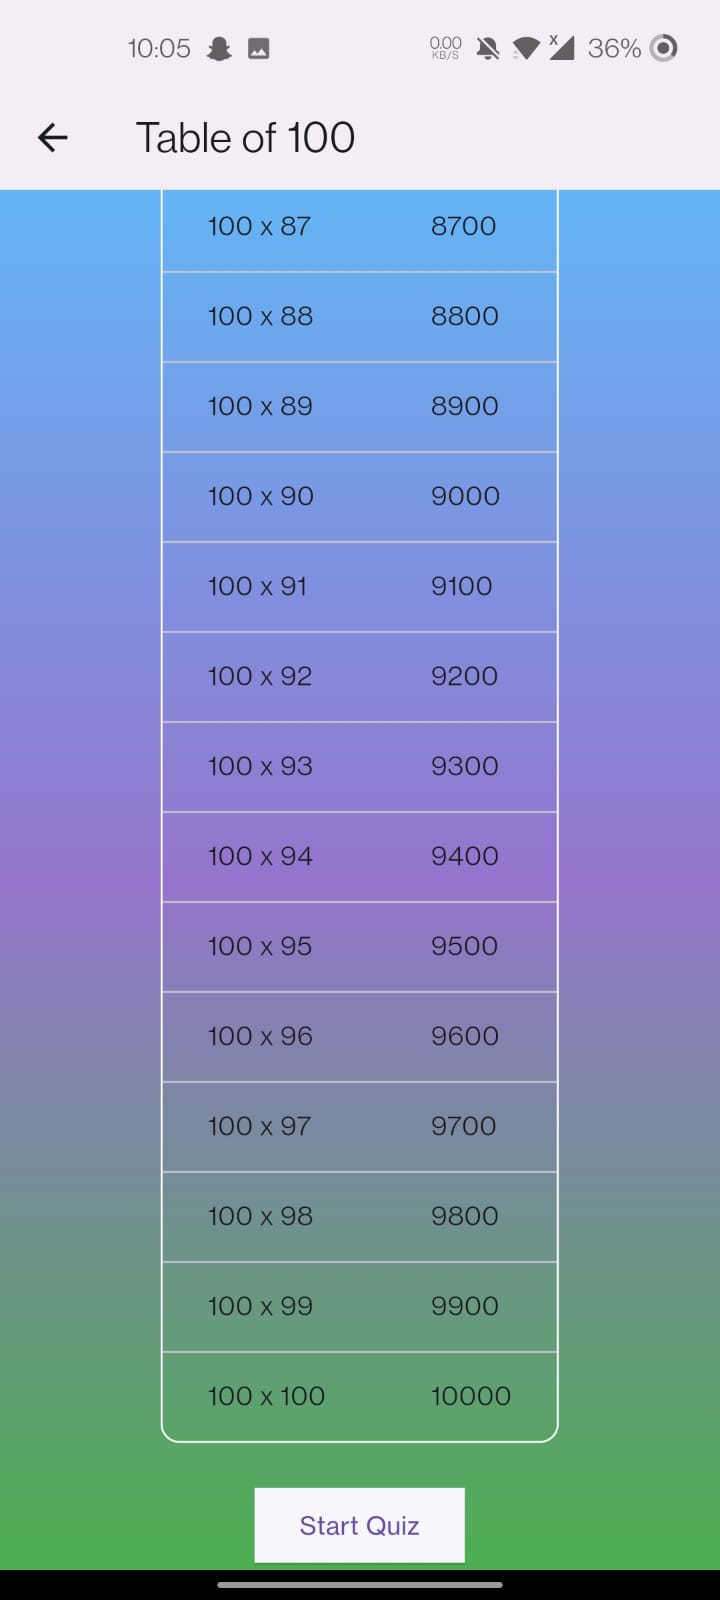 10:05 0.00 KB/S x 36%
Table of 100
100 x 87 8700
100 x 88 8800
100 x 89 8900
100 x 90 9000
100 x 91 9100
100 x 92 9200
100 x 93 9300
100 x 94 9400
100 x 95 9500
100 x 96 9600
100 x 97 9700
100 x 98 9800
100 x 99 9900
100 x 100 10000
Start Quiz